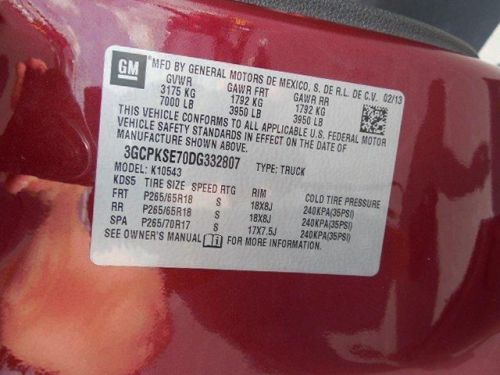 GM
MFD BY GENERAL MOTORS DE MEXICO, S. DE R.L. DE C.V. 02/13
GVWR GAWR FRT GAWR RR
3175 KG 1792 KG 1792 KG
7000 LB 3950 LB 3950 LB
THIS VEHICLE CONFORMS TO ALL APPLICABLE U.S. FEDERAL MOTOR
VEHICLE SAFETY STANDARDS IN EFFECT ON THE DATE OF
MANUFACTURE SHOWN ABOVE.
3GCPKSE70DG332807 TYPE: TRUCK
MODEL: K10543
KDS5 TIRE SIZE SPEED RTG RIM COLD TIRE PRESSURE
FRT P265/65R18 S 18X8J 240KPA(35PSI)
RR P265/65R18 S 18X8J 240KPA(35PSI)
SPA P265/70R17 S 17X7.5J 240KPA(35PSI)
SEE OWNER'S MANUAL FOR MORE INFORMATION.